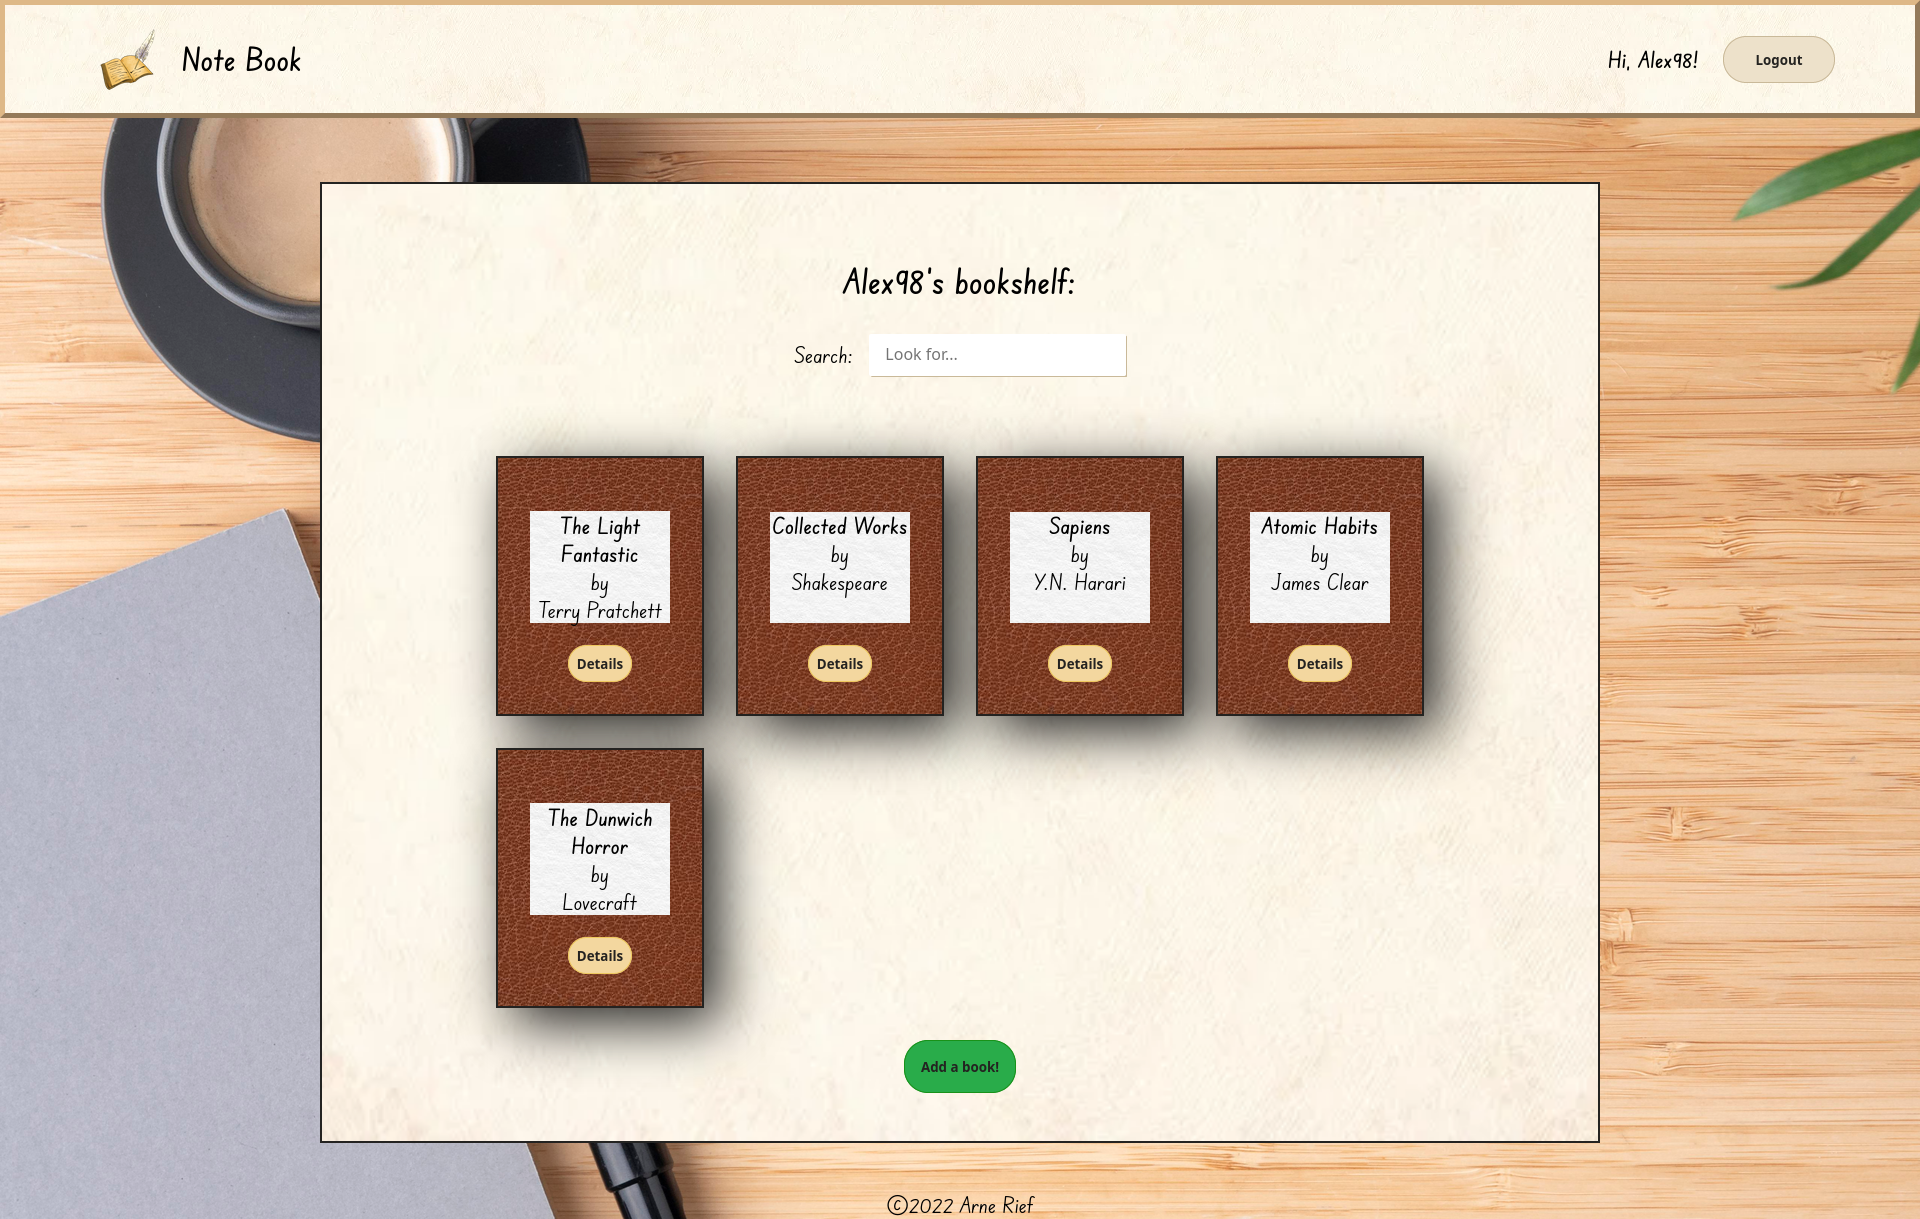 Note Book
Hi, Alex98!
Logout
Alex98's bookshelf:
Search:
Look for...
The Light
Fantastic
by
Terry Pratchett
Details
Collected Works
by
Shakespeare
Details
Sapiens
by
Y.N. Harari
Details
Atomic Habits
by
James Clear
Details
The Dunwich
Horror
by
Lovecraft
Details
Add a book!
©2022 Arne Rief